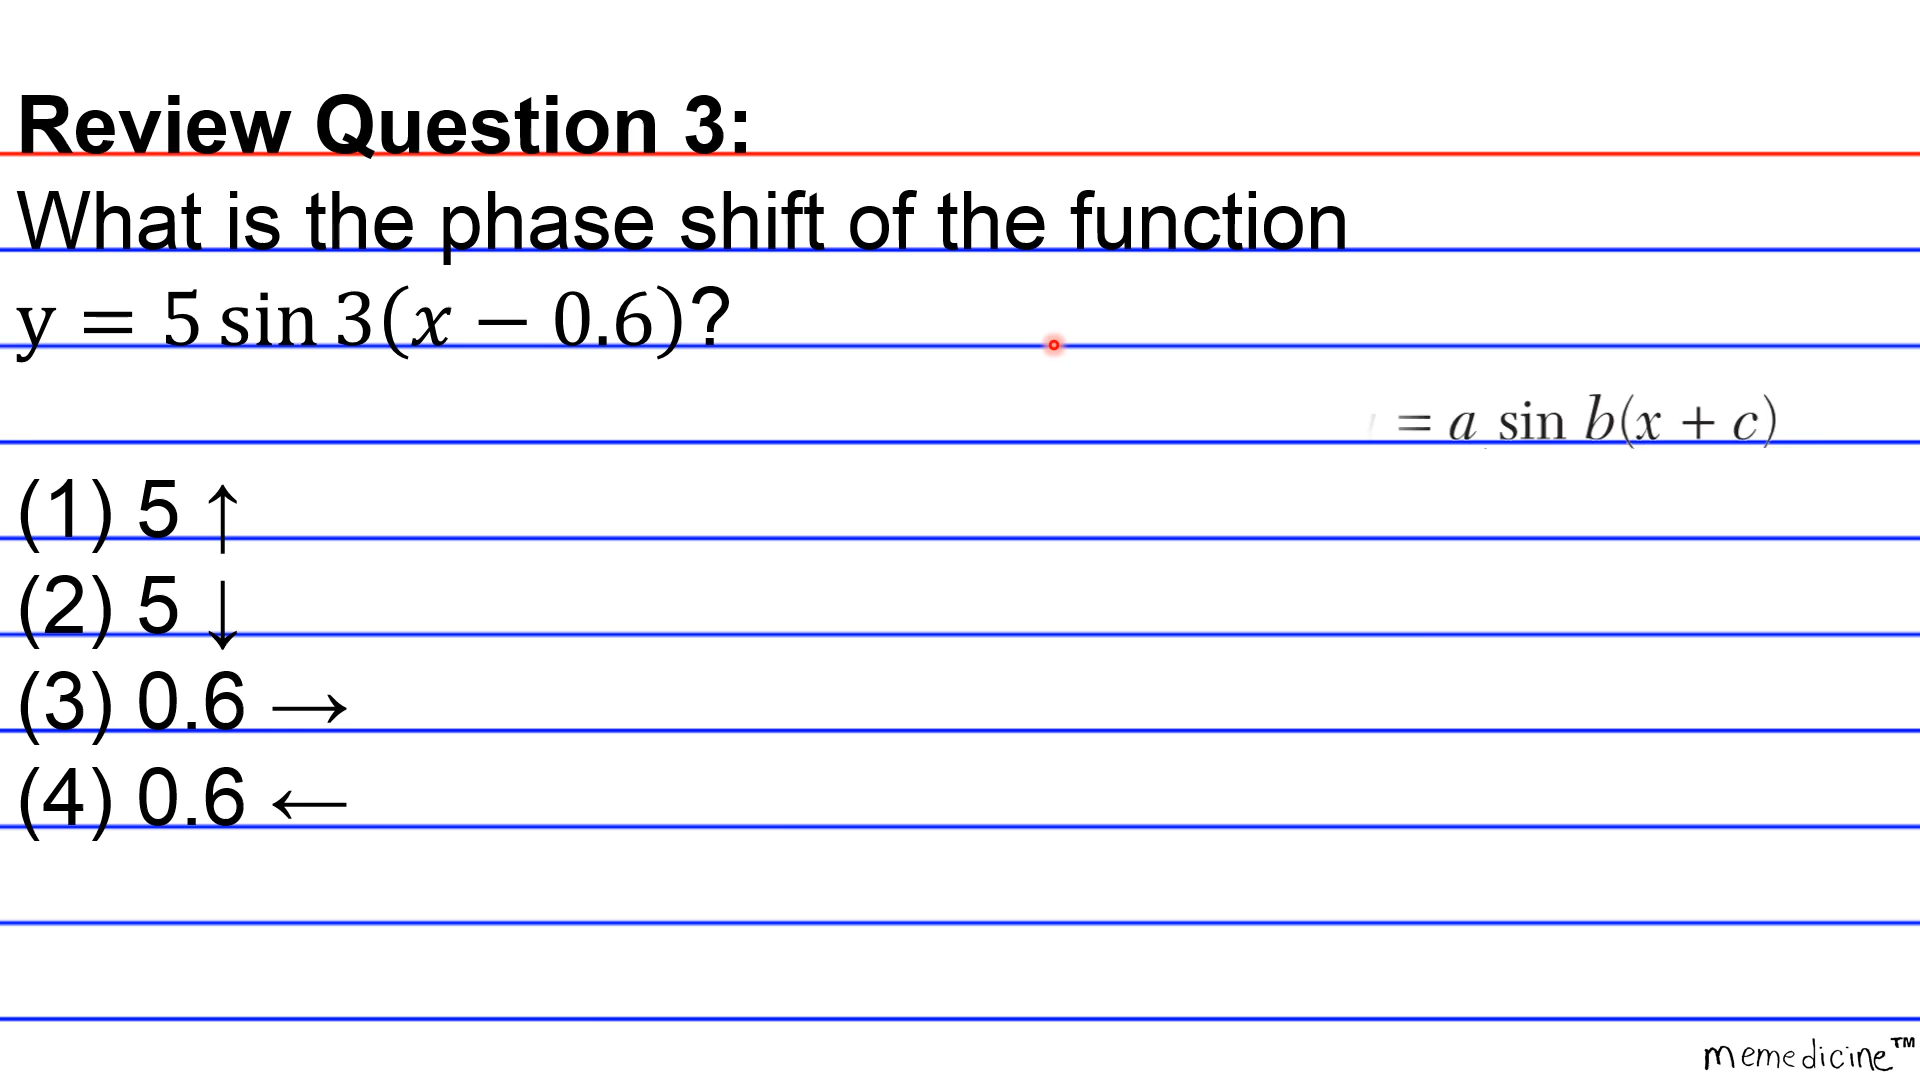 Review Question 3:
What is the phase shift of the function
y = 5 sin 3(x − 0.6)?
= a sin b(x + c)
(1) 5 ↑
(2) 5 ↓
(3) 0.6 →
(4) 0.6 ←
memedicine™